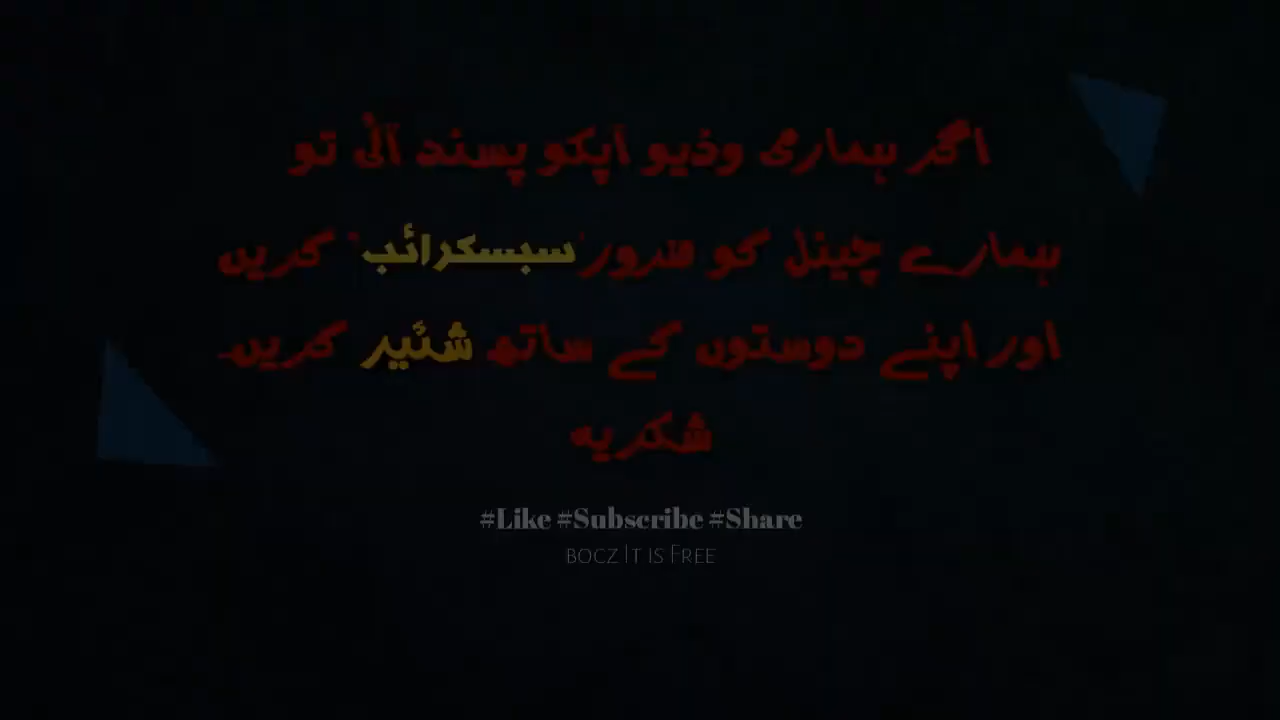 اگر ہماری وڈیو آپکو پسند آئی تو
ہمارے چینل کو ضرور"سبسکرائب" کریں
اور اپنے دوستوں کے ساتھ شئیر کریں۔
شکریہ
#Like #Subscribe #Share
bocz It is Free